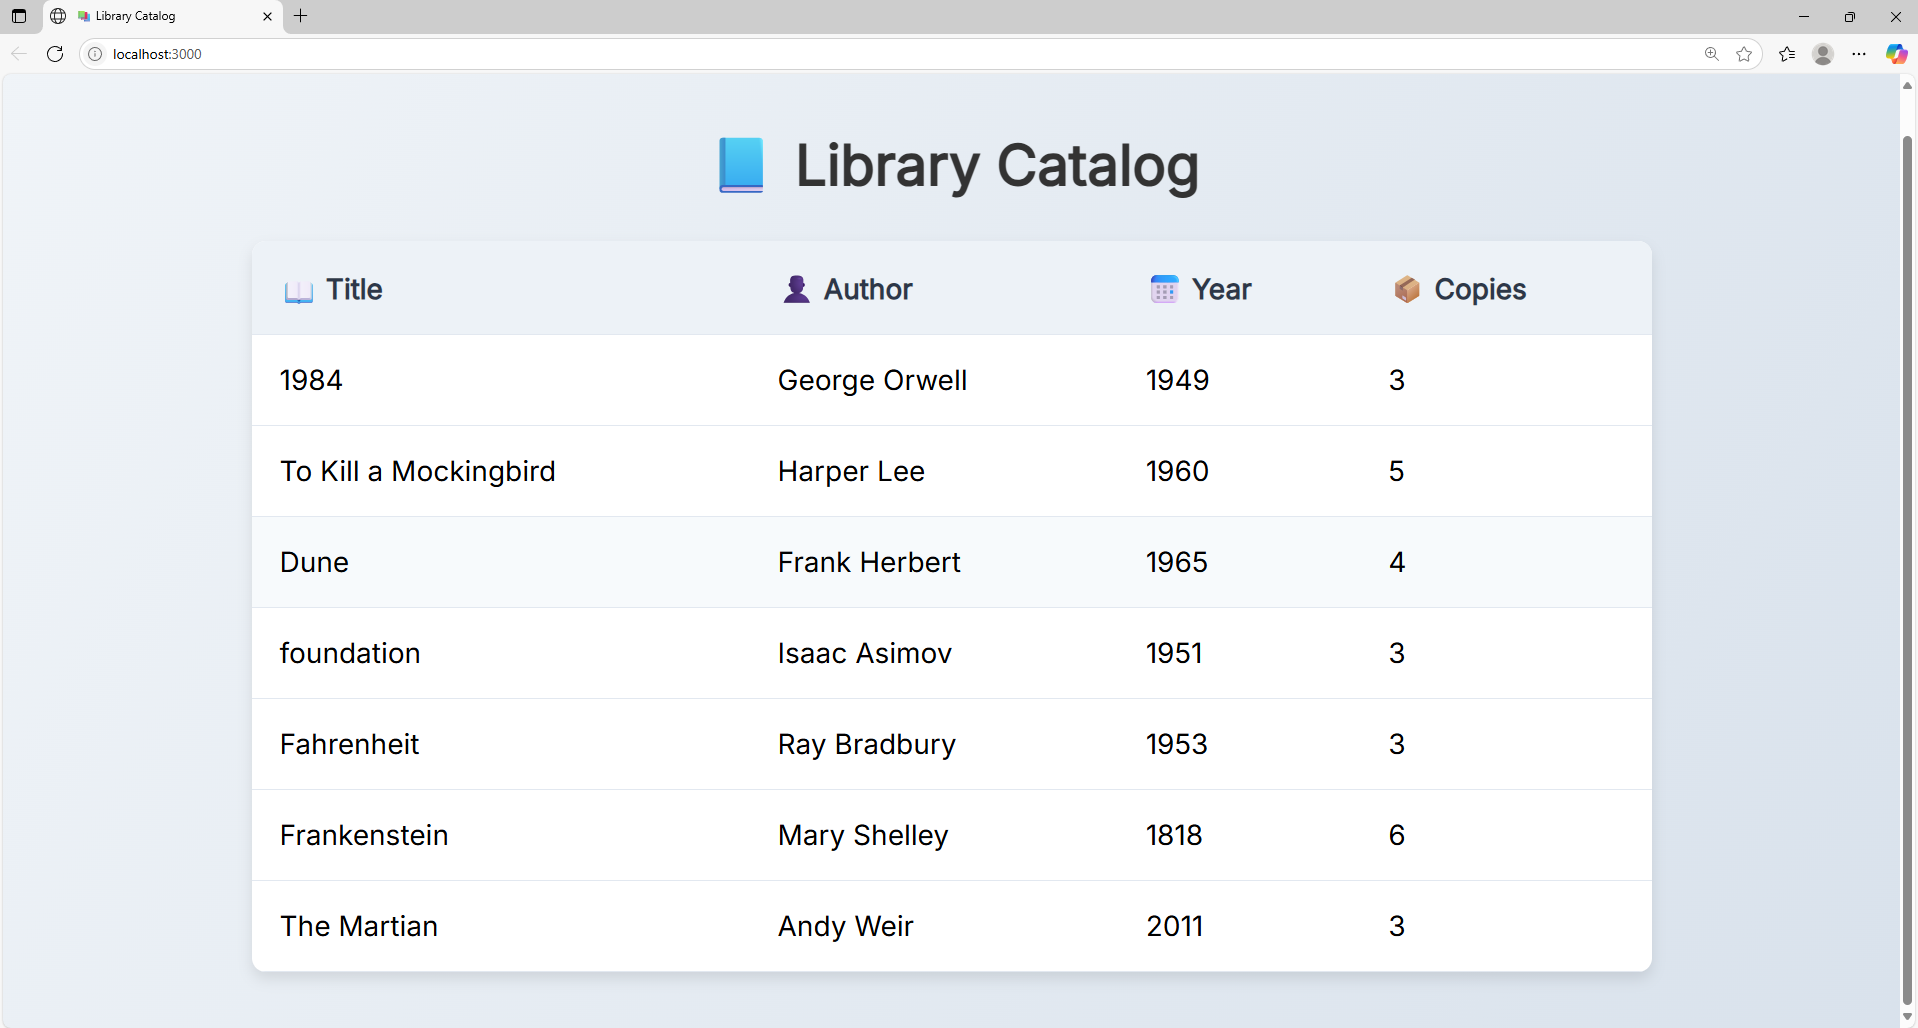 Library Catalog
localhost:3000
Library Catalog
Title Author Year Copies
1984 George Orwell 1949 3
To Kill a Mockingbird Harper Lee 1960 5
Dune Frank Herbert 1965 4
foundation Isaac Asimov 1951 3
Fahrenheit Ray Bradbury 1953 3
Frankenstein Mary Shelley 1818 6
The Martian Andy Weir 2011 3